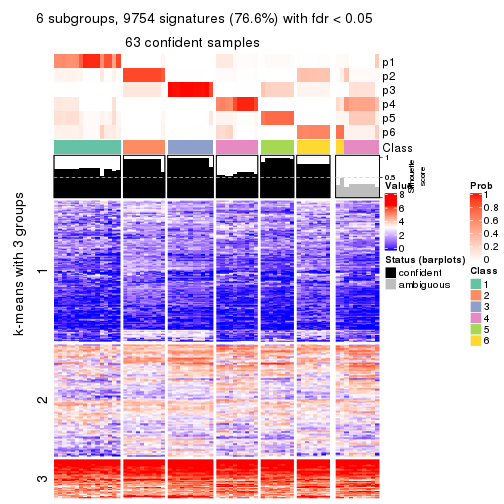 6 subgroups, 9754 signatures (76.6%) with fdr < 0.05
63 confident samples
p1
p2
p3
p4
p5
p6
Class
1
0.5
0
Silhouette
score
k-means with 3 groups
1
2
3
Value
8
6
4
2
0
Status (barplots)
confident
ambiguous
Prob
1
0.8
0.6
0.4
0.2
0
Class
1
2
3
4
5
6